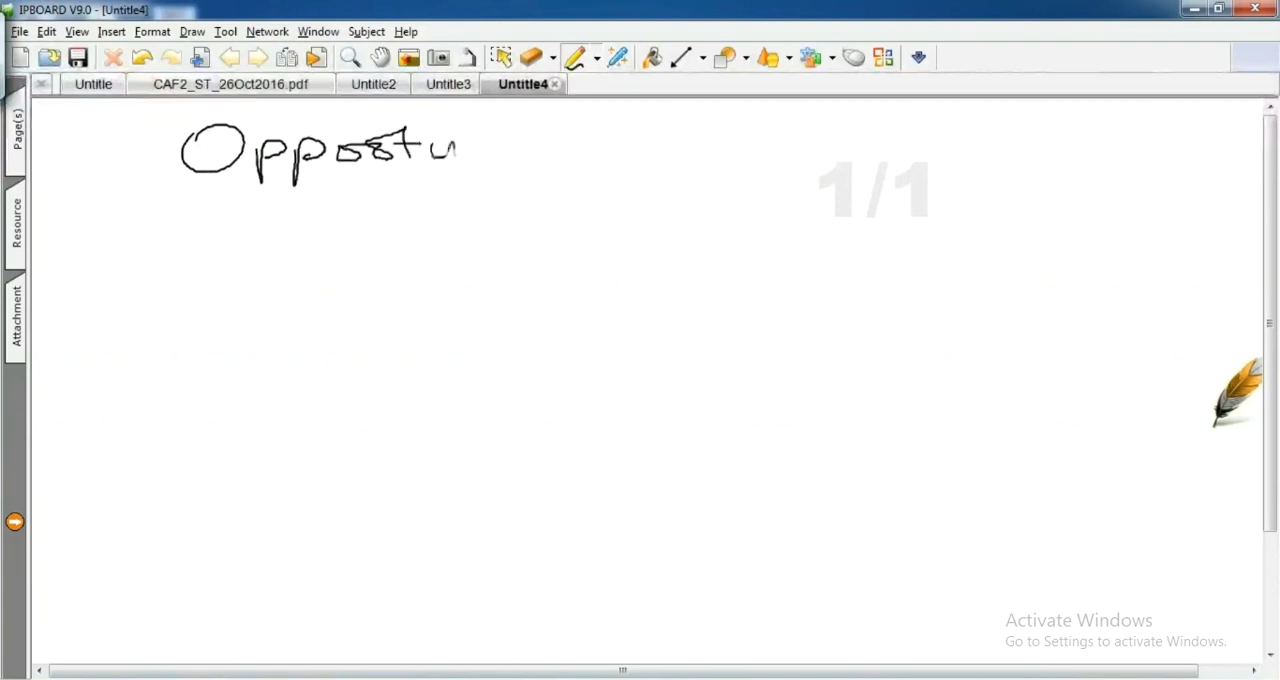 IPBOARD V9.0 - [Untitle4]
File Edit View Insert Format Draw Tool Network Window Subject Help
Untitle CAF2_ST_26Oct2016.pdf Untitle2 Untitle3 Untitle4
Page(s)
Resource
Attachment
Opportu
1/1
Activate Windows
Go to Settings to activate Windows.